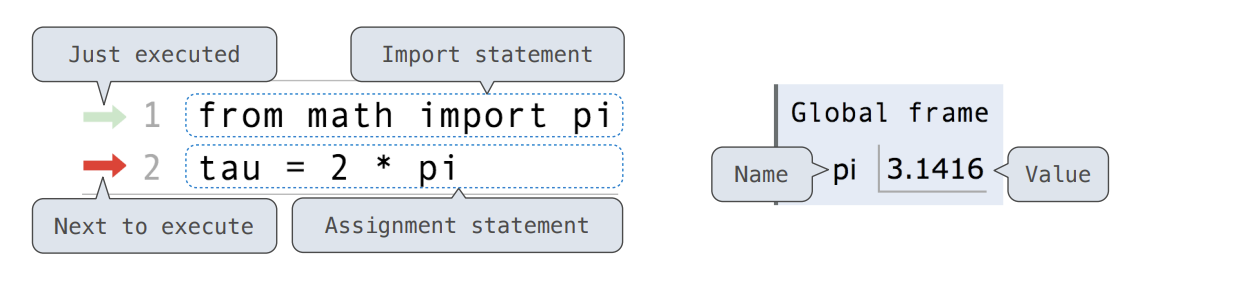 Just executed
Import statement
1 from math import pi
2 tau = 2 * pi
Next to execute
Assignment statement
Global frame
Name
pi 3.1416
Value